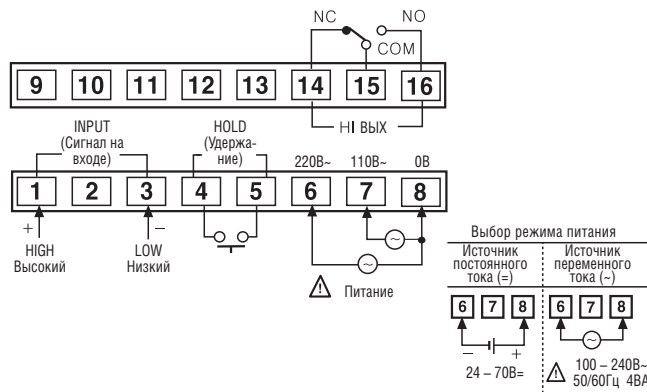 NC NO
COM
9 10 11 12 13 14 15 16
HI ВЫХ
INPUT
(Сигнал на
входе)
HOLD
(Удержа-
ние)
220В~ 110В~ 0В
1 2 3 4 5 6 7 8
+ –
HIGH
Высокий
LOW
Низкий
Питание
Выбор режима питания
Источник
постоянного
тока (=)
6 7 8
– +
24 – 70В=
Источник
переменного
тока (~)
6 7 8
100 – 240В~
50/60Гц 4ВА